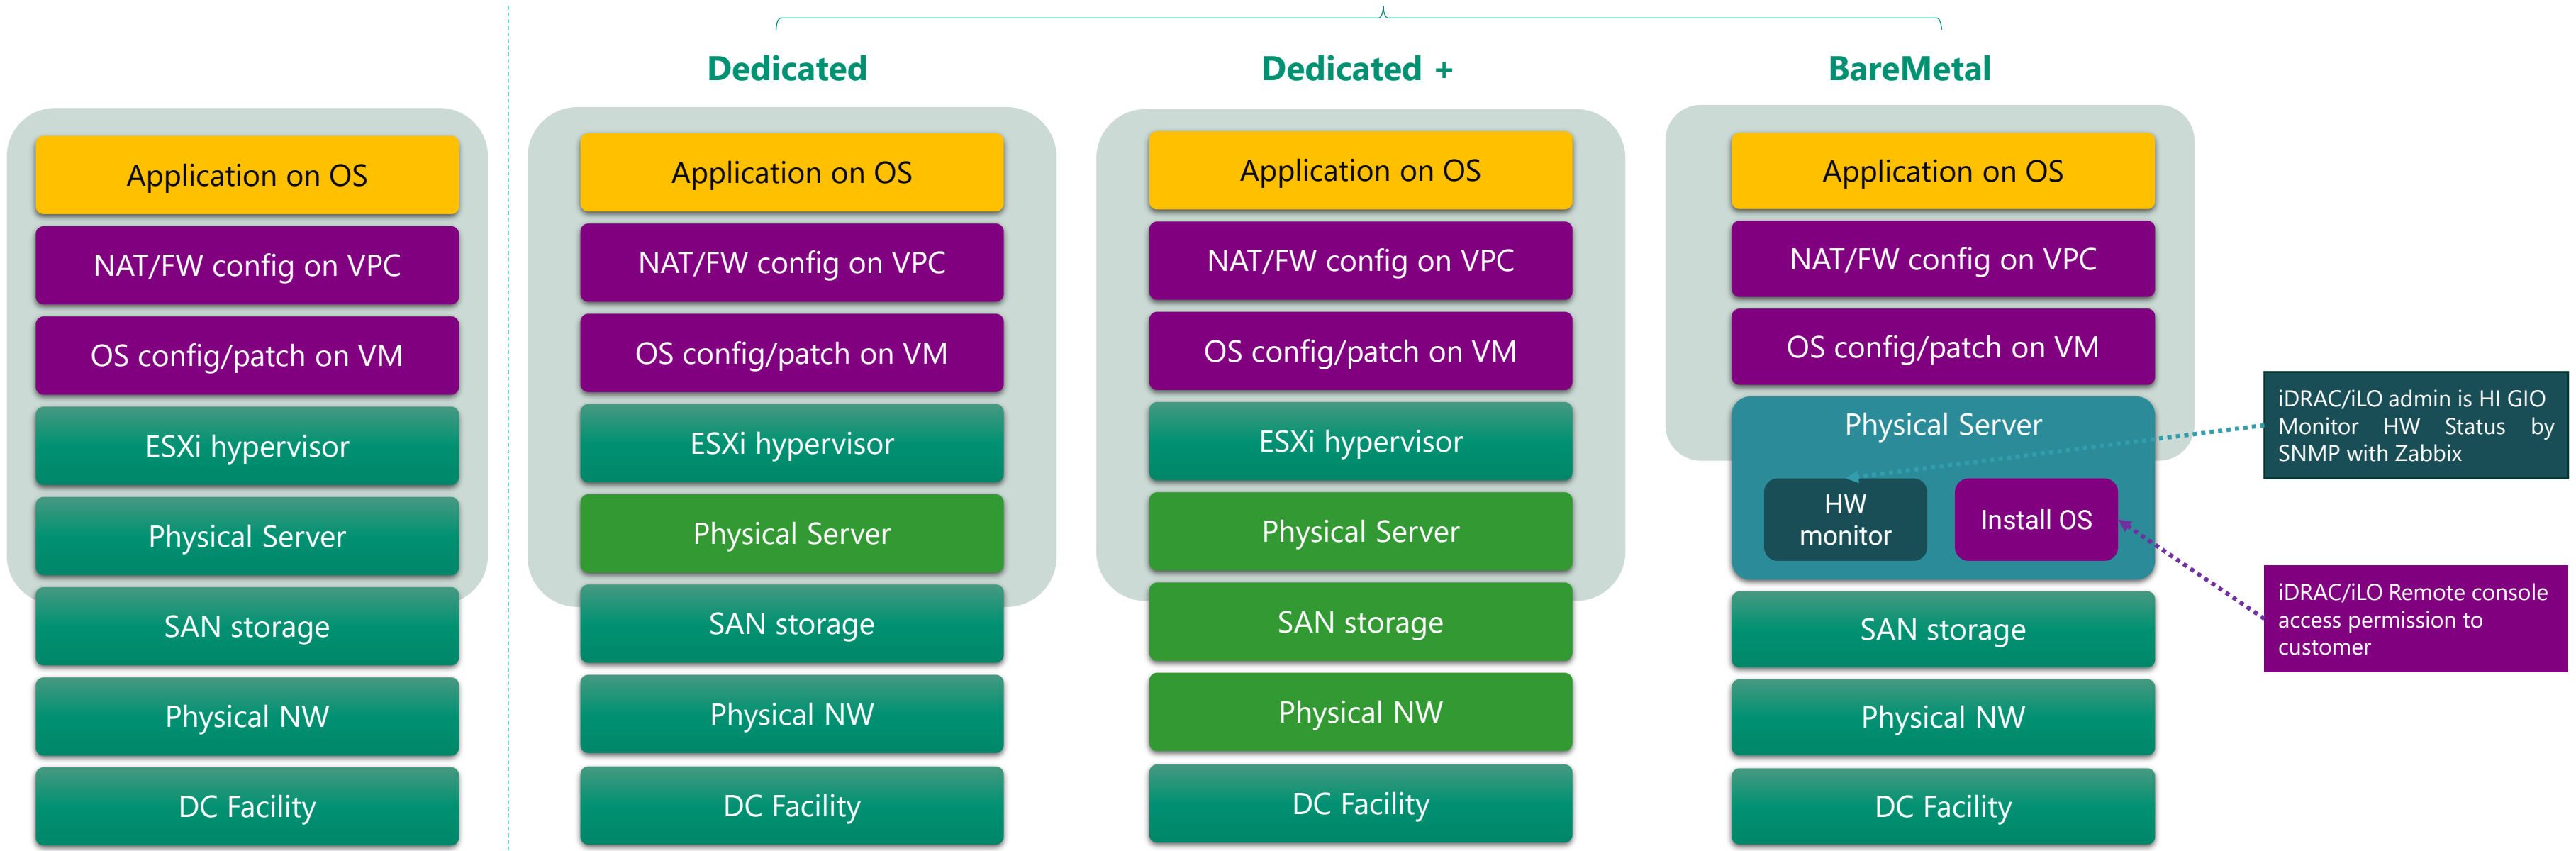 Dedicated
Dedicated +
BareMetal
Application on OS
NAT/FW config on VPC
OS config/patch on VM
ESXi hypervisor
Physical Server
SAN storage
Physical NW
DC Facility
Application on OS
NAT/FW config on VPC
OS config/patch on VM
ESXi hypervisor
Physical Server
SAN storage
Physical NW
DC Facility
Application on OS
NAT/FW config on VPC
OS config/patch on VM
ESXi hypervisor
Physical Server
SAN storage
Physical NW
DC Facility
Application on OS
NAT/FW config on VPC
OS config/patch on VM
Physical Server
HW
monitor
Install OS
SAN storage
Physical NW
DC Facility
iDRAC/iLO admin is HI GIO
Monitor HW Status by
SNMP with Zabbix
iDRAC/iLO Remote console
access permission to
customer